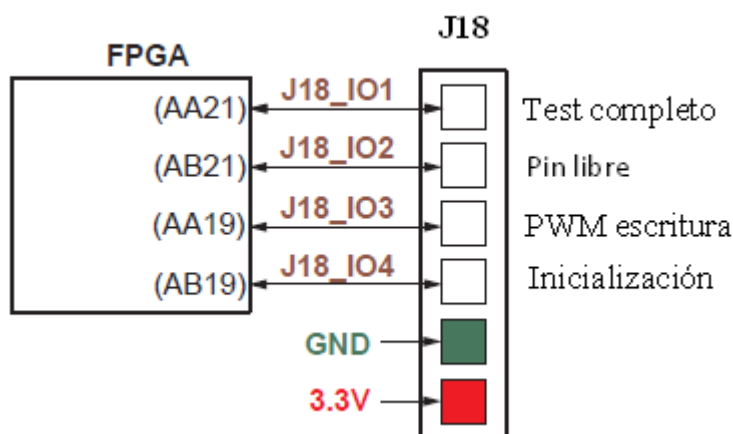 J18
FPGA
(AA21) J18_IO1 Test completo
(AB21) J18_IO2 Pin libre
(AA19) J18_IO3 PWM escritura
(AB19) J18_IO4 Inicialización
GND
3.3V